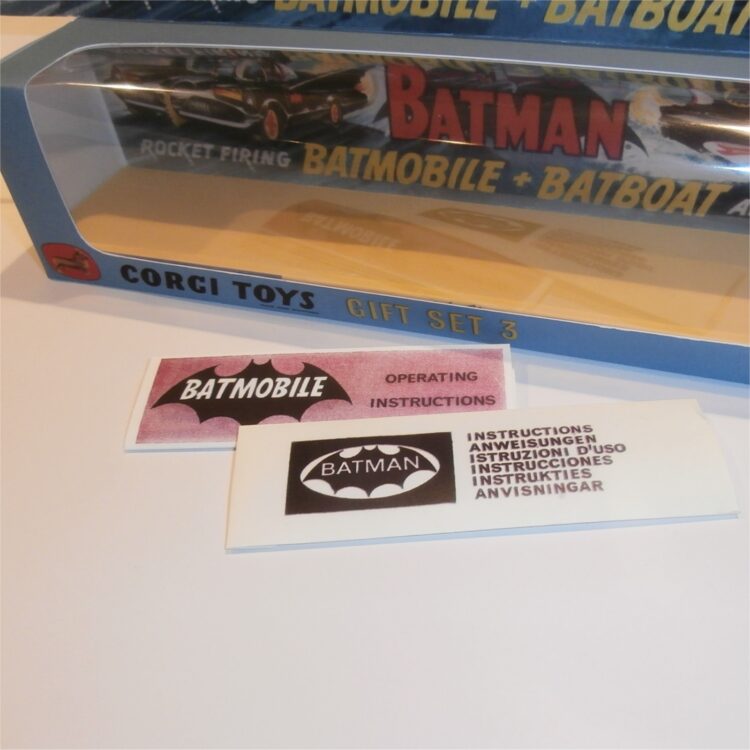 BATMOBILE + BATBOAT
BATMAN
ROCKET FIRING BATMOBILE + BATBOAT
CORGI TOYS GIFT SET 3
BATMOBILE
OPERATING
INSTRUCTIONS
BATMAN
INSTRUCTIONS
ANWEISUNGEN
ISTRUZIONI D'USO
INSTRUCCIONES
INSTRUKTIES
ANVISNINGAR